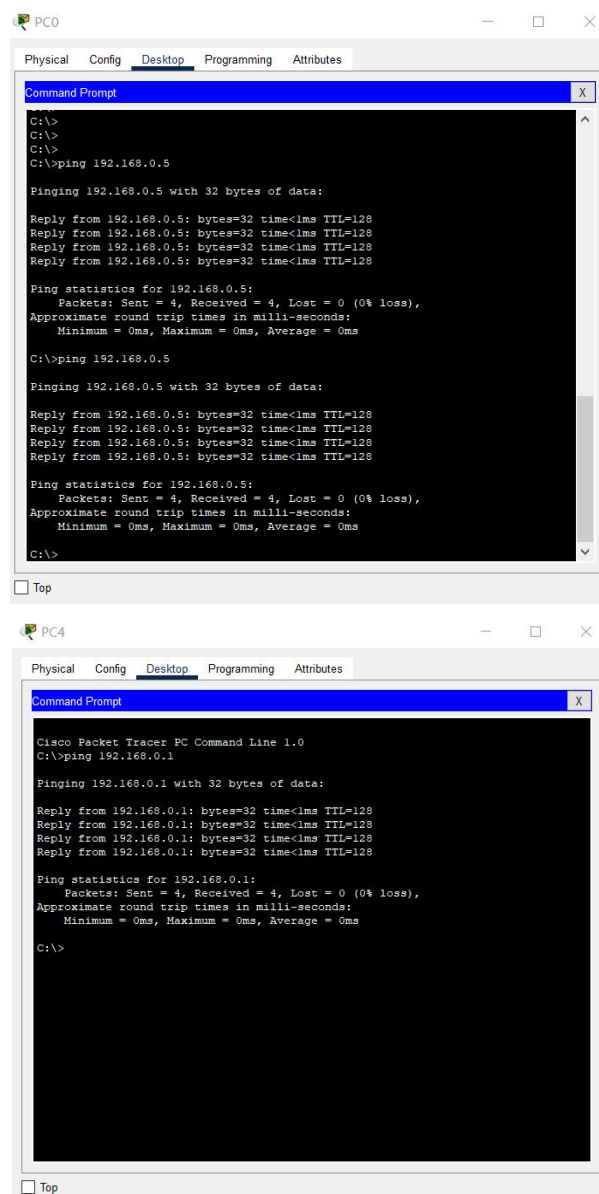 PC0
Physical Config Desktop Programming Attributes
Command Prompt
X
C:\>
C:\>
C:\>
C:\>ping 192.168.0.5
Pinging 192.168.0.5 with 32 bytes of data:
Reply from 192.168.0.5: bytes=32 time<1ms TTL=128
Reply from 192.168.0.5: bytes=32 time<1ms TTL=128
Reply from 192.168.0.5: bytes=32 time<1ms TTL=128
Reply from 192.168.0.5: bytes=32 time<1ms TTL=128
Ping statistics for 192.168.0.5:
Packets: Sent = 4, Received = 4, Lost = 0 (0% loss),
Approximate round trip times in milli-seconds:
Minimum = 0ms, Maximum = 0ms, Average = 0ms
C:\>ping 192.168.0.5
Pinging 192.168.0.5 with 32 bytes of data:
Reply from 192.168.0.5: bytes=32 time<1ms TTL=128
Reply from 192.168.0.5: bytes=32 time<1ms TTL=128
Reply from 192.168.0.5: bytes=32 time<1ms TTL=128
Reply from 192.168.0.5: bytes=32 time<1ms TTL=128
Ping statistics for 192.168.0.5:
Packets: Sent = 4, Received = 4, Lost = 0 (0% loss),
Approximate round trip times in milli-seconds:
Minimum = 0ms, Maximum = 0ms, Average = 0ms
C:\>
Top
PC4
Physical Config Desktop Programming Attributes
Command Prompt
X
Cisco Packet Tracer PC Command Line 1.0
C:\>ping 192.168.0.1
Pinging 192.168.0.1 with 32 bytes of data:
Reply from 192.168.0.1: bytes=32 time<1ms TTL=128
Reply from 192.168.0.1: bytes=32 time<1ms TTL=128
Reply from 192.168.0.1: bytes=32 time<1ms TTL=128
Reply from 192.168.0.1: bytes=32 time<1ms TTL=128
Ping statistics for 192.168.0.1:
Packets: Sent = 4, Received = 4, Lost = 0 (0% loss),
Approximate round trip times in milli-seconds:
Minimum = 0ms, Maximum = 0ms, Average = 0ms
C:\>
Top